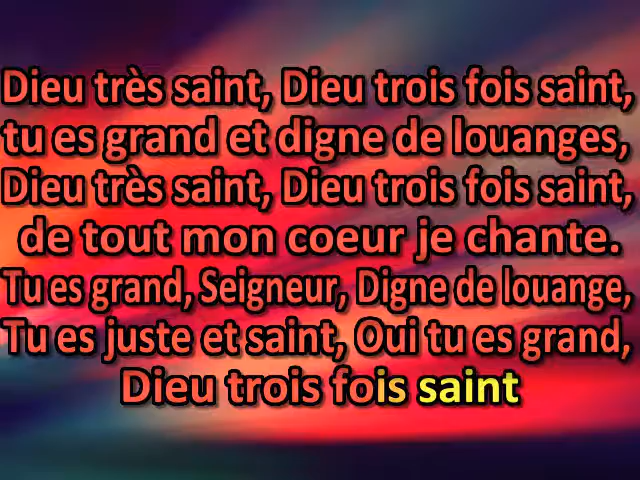 Dieu très saint, Dieu trois fois saint,
tu es grand et digne de louanges,
Dieu très saint, Dieu trois fois saint,
de tout mon coeur je chante.
Tu es grand, Seigneur, Digne de louange,
Tu es juste et saint, Oui tu es grand,
Dieu trois fois saint